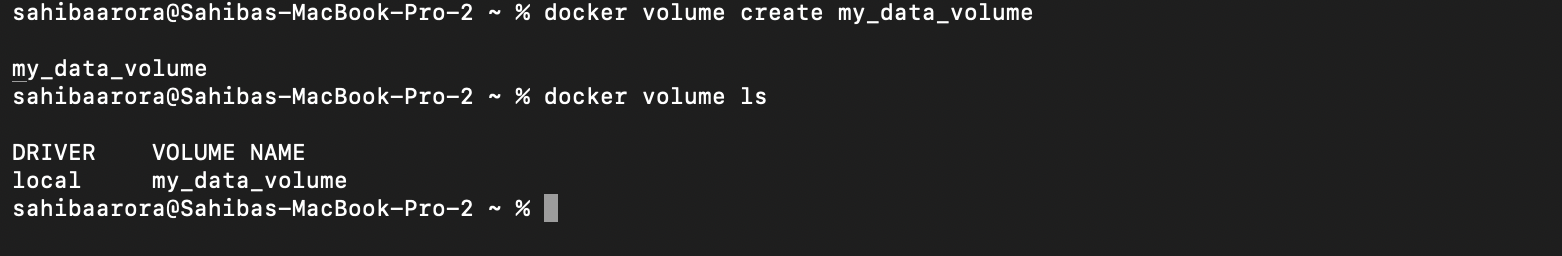 sahibaarora@Sahibas-MacBook-Pro-2 ~ % docker volume create my_data_volume
my_data_volume
sahibaarora@Sahibas-MacBook-Pro-2 ~ % docker volume ls
DRIVER    VOLUME NAME
local     my_data_volume
sahibaarora@Sahibas-MacBook-Pro-2 ~ %